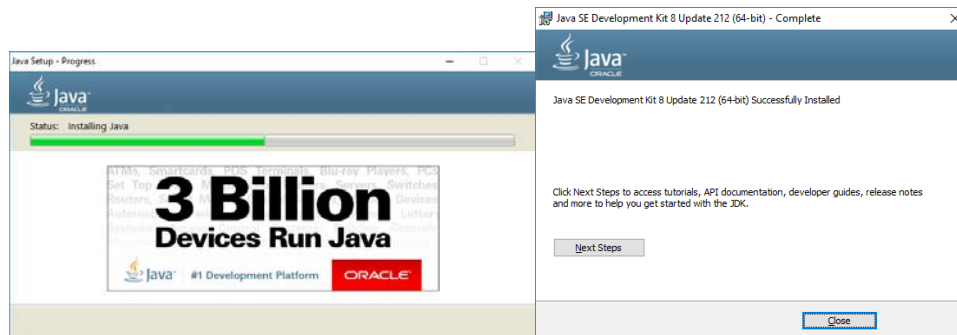 Java Setup - Progress
Java
ORACLE
Status: Installing Java
ATMs, Smartcards, POS Terminals, Blu-ray Players, PCs
Set Top
Servers, Switches
Routers,
Devices
Lotter
3 Billion
Devices Run Java
Java
#1 Development Platform
ORACLE
Java SE Development Kit 8 Update 212 (64-bit) - Complete
Java
ORACLE
Java SE Development Kit 8 Update 212 (64-bit) Successfully Installed
Click Next Steps to access tutorials, API documentation, developer guides, release notes
and more to help you get started with the JDK.
Next Steps
Close